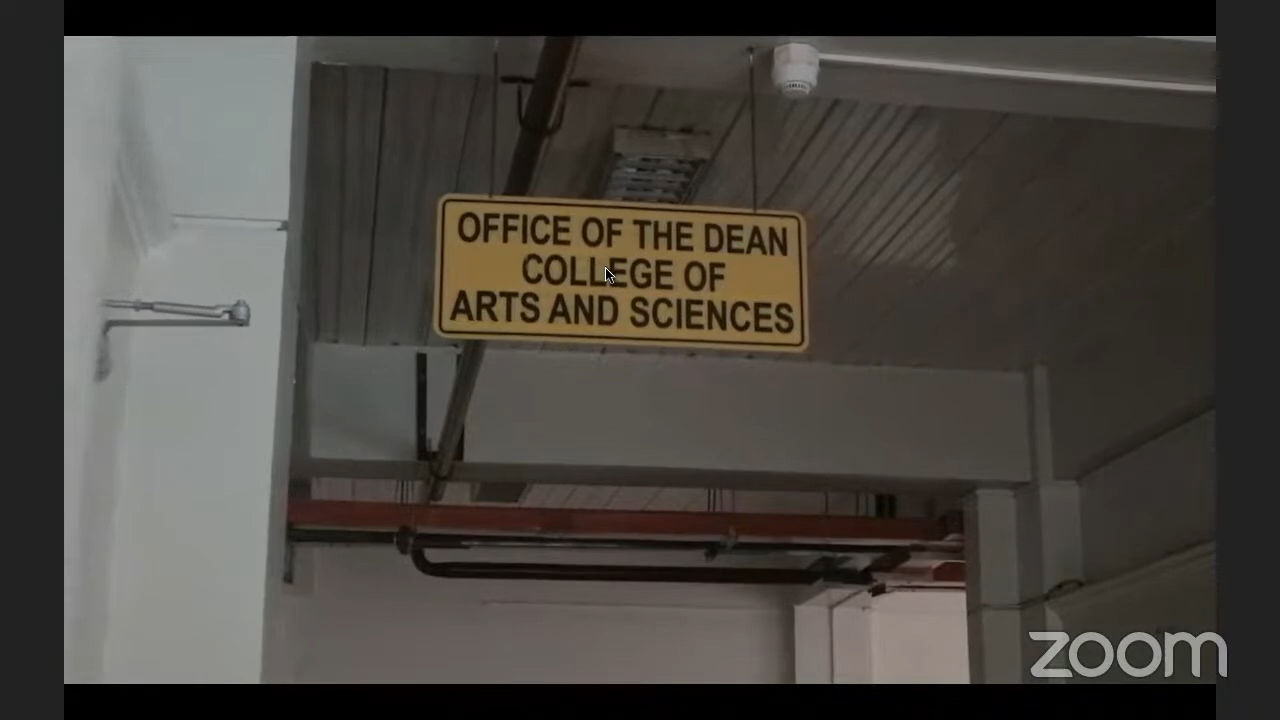 OFFICE OF THE DEAN
COLLEGE OF
ARTS AND SCIENCES
zoom